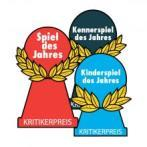 Spiel
des Jahres
Kennerspiel
des Jahres
Kinderspiel
des Jahres
KRITIKERPREIS
KRITIKERPREIS